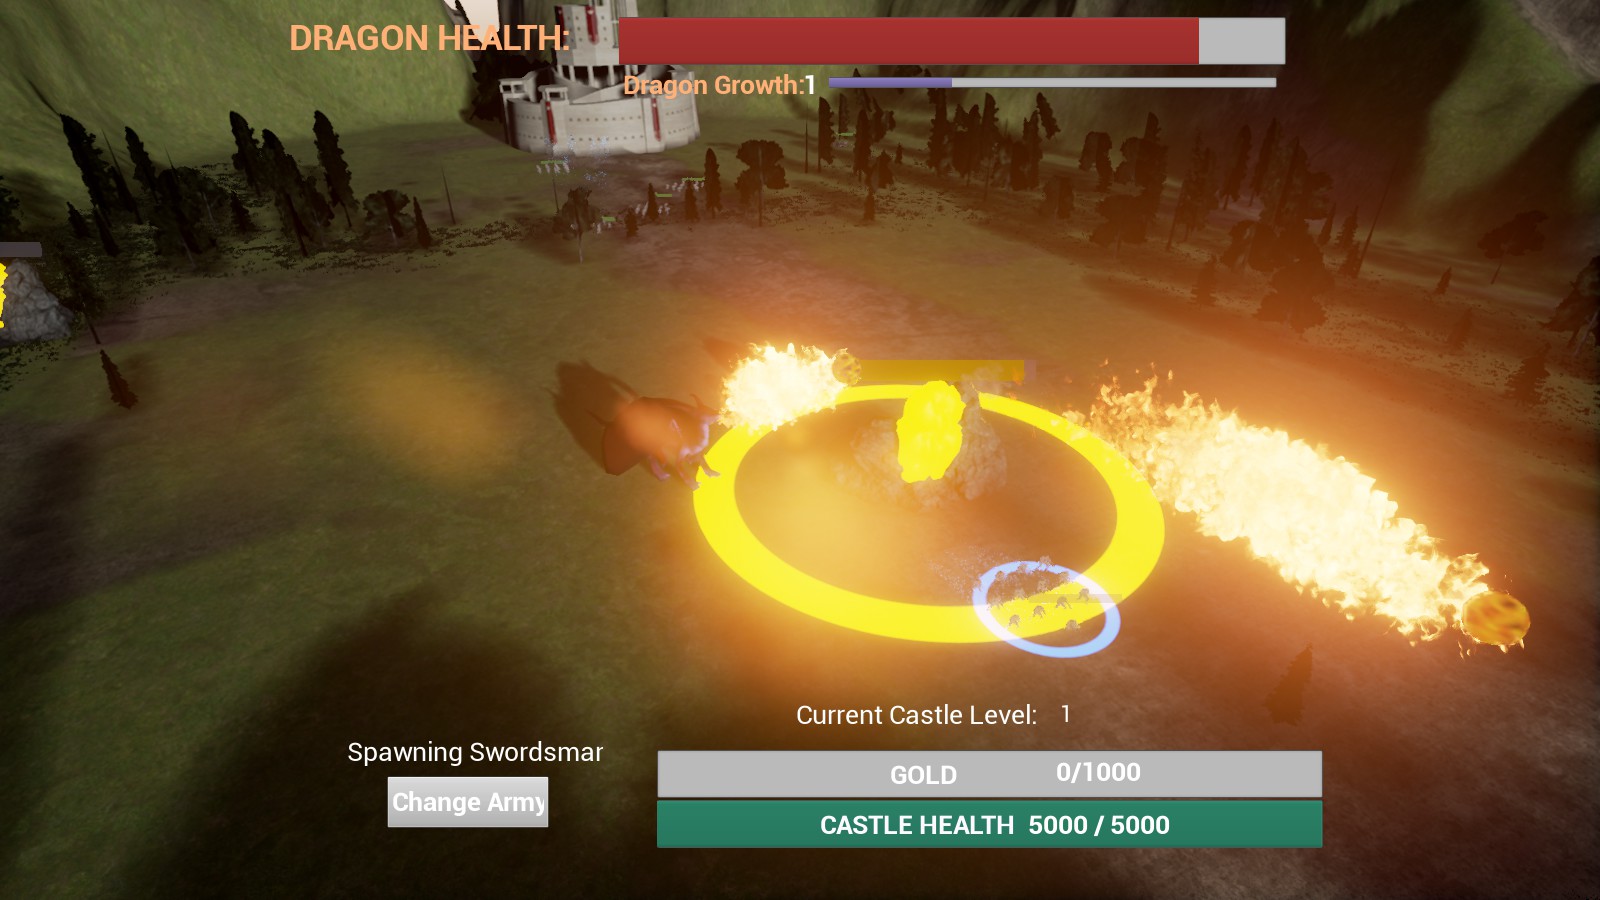 DRAGON HEALTH:
Dragon Growth:1
Current Castle Level: 1
Spawning Swordsmar
Change Army
GOLD 0/1000
CASTLE HEALTH 5000 / 5000